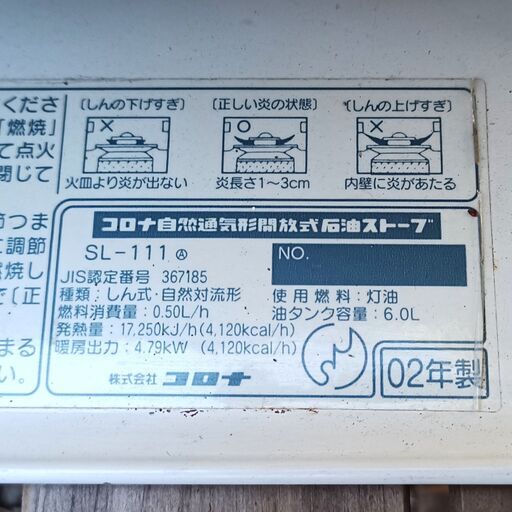 くださ
「燃焼」
て点火
閉じて
節つま
に調節
燃焼し
で〔正
まる
い。
〔しんの下げすぎ〕
火皿より炎が出ない
〔正しい炎の状態〕
炎長さ1~3cm
〔しんの上げすぎ〕
内壁に炎があたる
コロナ自然通気形開放式石油ストーブ
SL-111 Ⓐ
NO.
JIS認定番号 367185
種類：しん式・自然対流形
使用燃料：灯油
燃料消費量：0.50L/h
油タンク容量：6.0L
発熱量：17,250kJ/h(4,120kcal/h)
暖房出力：4.79kW (4,120kcal/h)
株式会社 コロナ
02年製